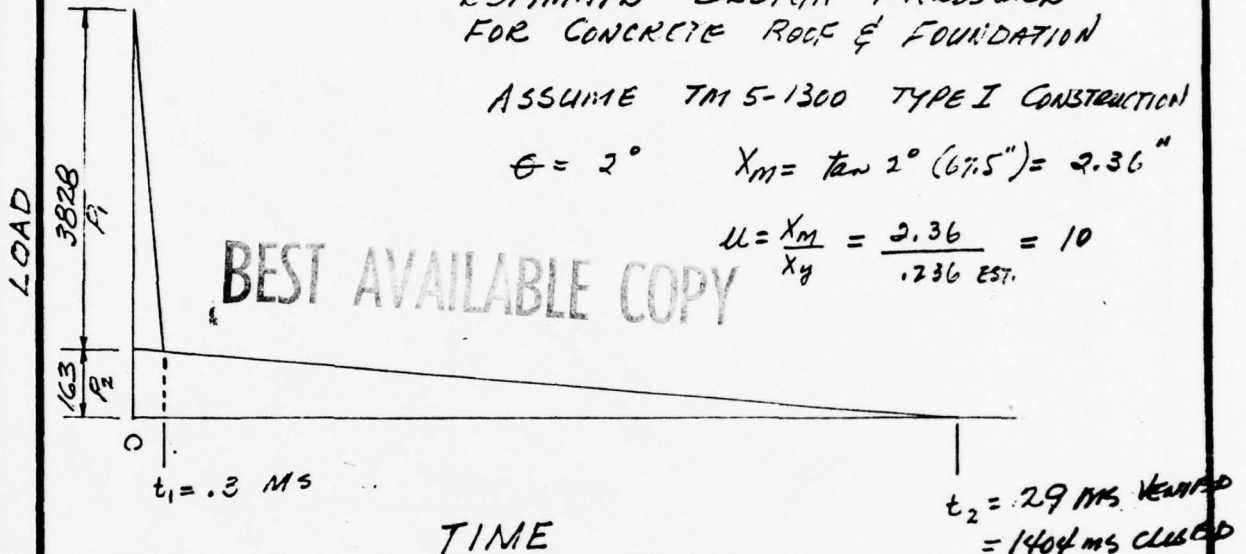 FOR CONCRETE ROOF & FOUNDATION
ASSUME TM 5-1300 TYPE I CONSTRUCTION
θ = 2° Xm = tan 2° (67.5") = 2.36"
u = Xm/Xy = 2.36/.236 EST. = 10
BEST AVAILABLE COPY
LOAD
3828
P1
163
P2
O
t1 = .3 MS
t2 = 29 ms VENTED
= 1404 ms CLOSED
TIME